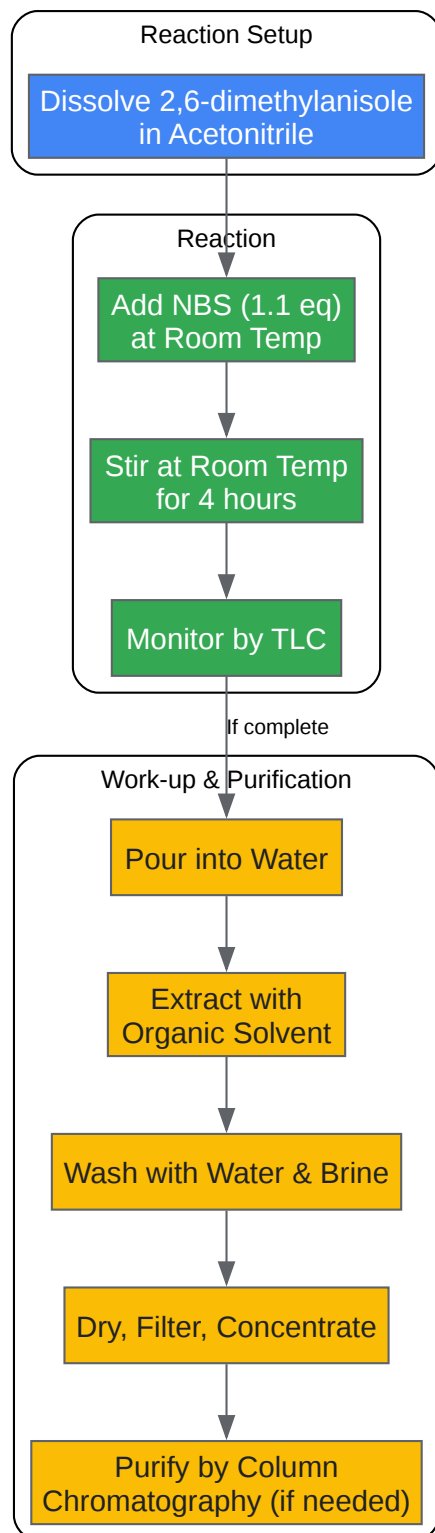 Reaction Setup
Dissolve 2,6-dimethylanisole
in Acetonitrile
Reaction
Add NBS (1.1 eq)
at Room Temp
Stir at Room Temp
for 4 hours
Monitor by TLC
If complete
Work-up & Purification
Pour into Water
Extract with
Organic Solvent
Wash with Water & Brine
Dry, Filter, Concentrate
Purify by Column
Chromatography (if needed)